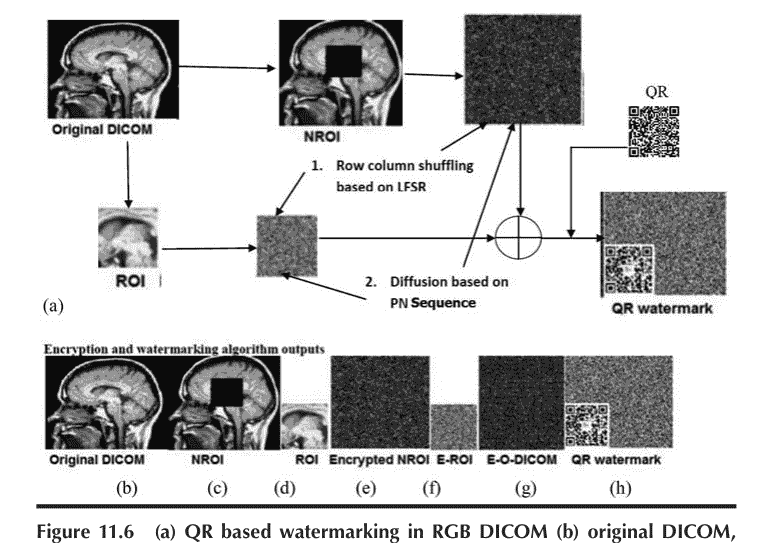 Original DICOM
NROI
QR
1. Row column shuffling
based on LFSR
ROI
2. Diffusion based on
PN Sequence
QR watermark
(a)
Encryption and watermarking algorithm outputs
Original DICOM NROI ROI Encrypted NROI E-ROI E-O-DICOM QR watermark
(b) (c) (d) (e) (f) (g) (h)
Figure 11.6 (a) QR based watermarking in RGB DICOM (b) original DICOM,